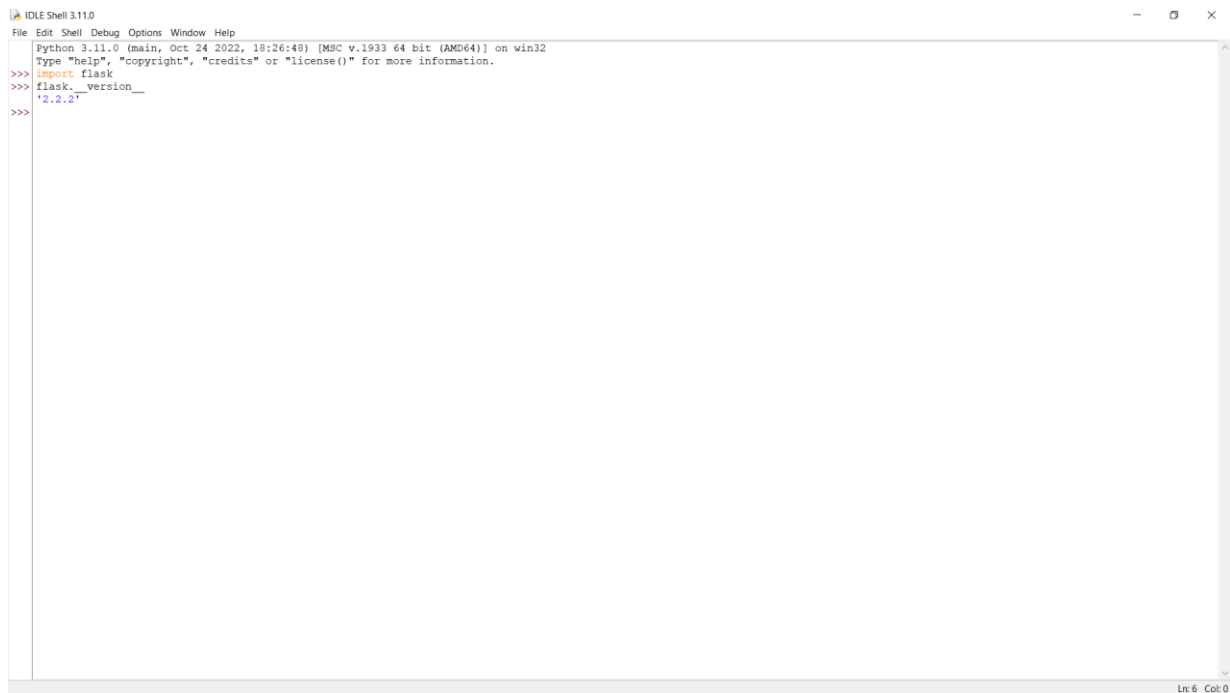 IDLE Shell 3.11.0
File Edit Shell Debug Options Window Help
Python 3.11.0 (main, Oct 24 2022, 18:26:48) [MSC v.1933 64 bit (AMD64)] on win32
Type "help", "copyright", "credits" or "license()" for more information.
>>> import flask
>>> flask.__version__
'2.2.2'
>>>
Ln: 6 Col: 0